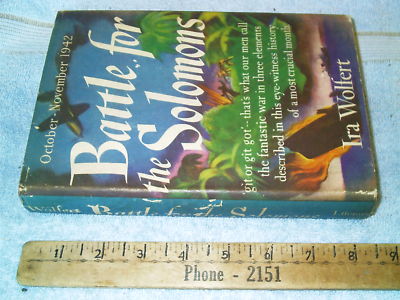 October-November 1942
Battle for
the Solomons
"git or git got"-that's what our men call
the fantastic war in three elements
described in this eye-witness history
of a most crucial month
Ira Wolfert
Wolfert Battle for the Solomons
1 2 3 4 5 6 7 8 9
Phone - 2151